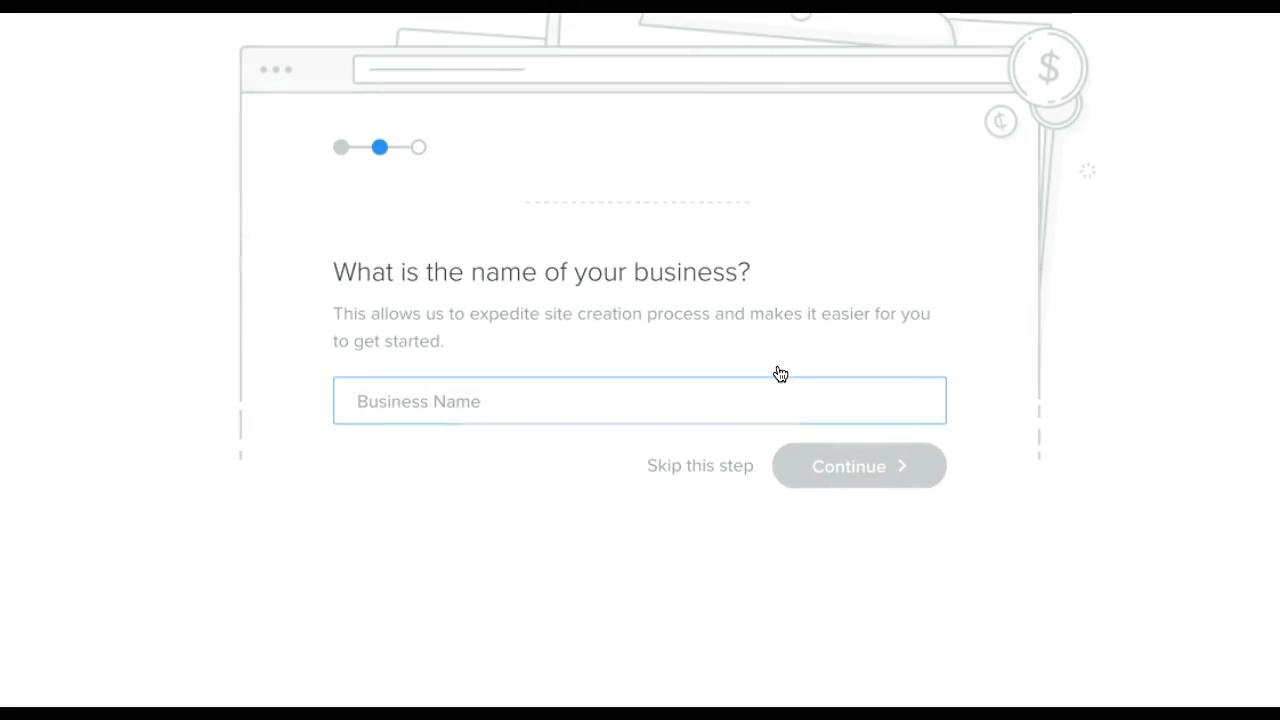 $
¢
What is the name of your business?
This allows us to expedite site creation process and makes it easier for you
to get started.
Business Name
Skip this step
Continue